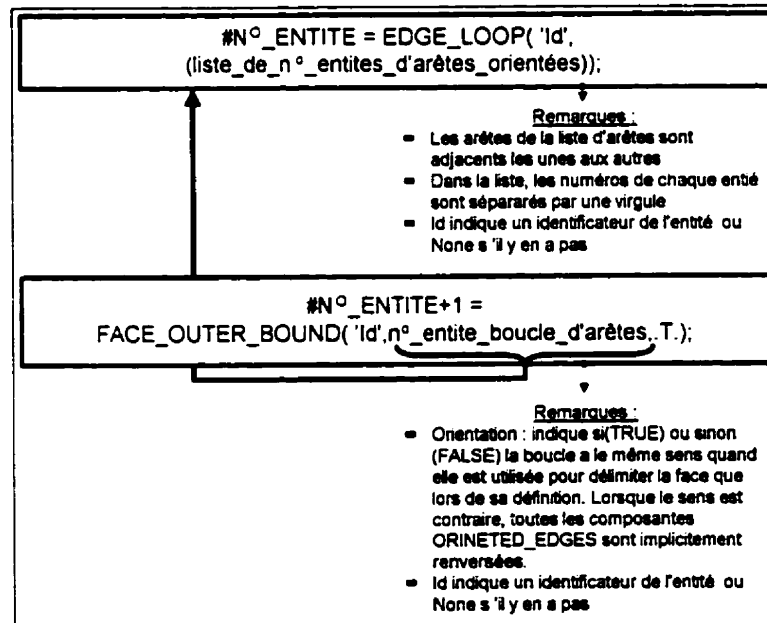 #N°_ENTITE = EDGE_LOOP( 'Id',
(liste_de_n°_entites_d'arêtes_orientées));
Remarques :
= Les arêtes de la liste d'arêtes sont
adjacents les unes aux autres
= Dans la liste, les numéros de chaque entié
sont sépararés par une virgule
= Id indique un identificateur de l'entité ou
None s 'il y en a pas
#N°_ENTITE+1 =
FACE_OUTER_BOUND( 'Id',n°_entite_boucle_d'arêtes,.T.);
Remarques :
= Orientation : indique si(TRUE) ou sinon
(FALSE) la boucle a le même sens quand
elle est utilisée pour délimiter la face que
lors de sa définition. Lorsque le sens est
contraire, toutes les composantes
ORINETED_EDGES sont implicitement
renversées.
= Id indique un identificateur de l'entité ou
None s 'il y en a pas